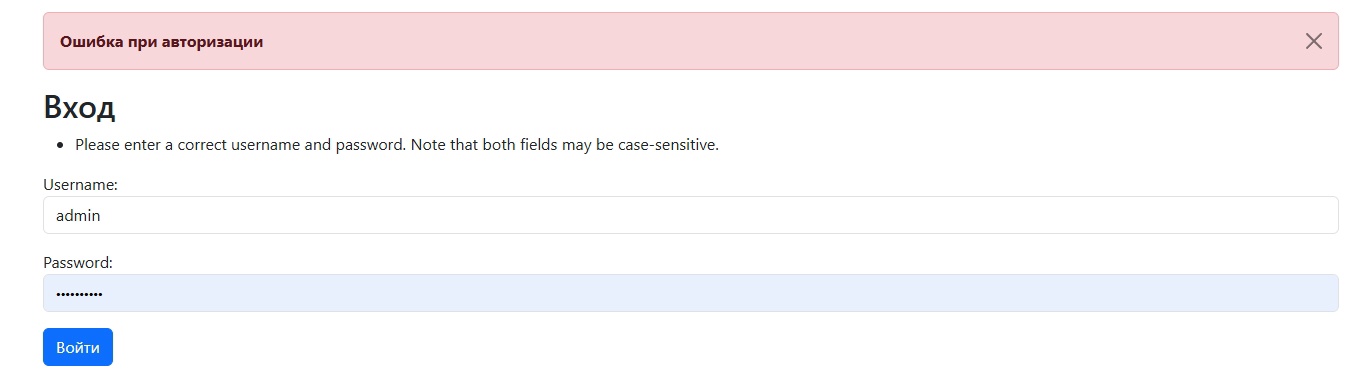 Ошибка при авторизации
Вход
Please enter a correct username and password. Note that both fields may be case-sensitive.
Username:
admin
Password:
••••••••••
Войти